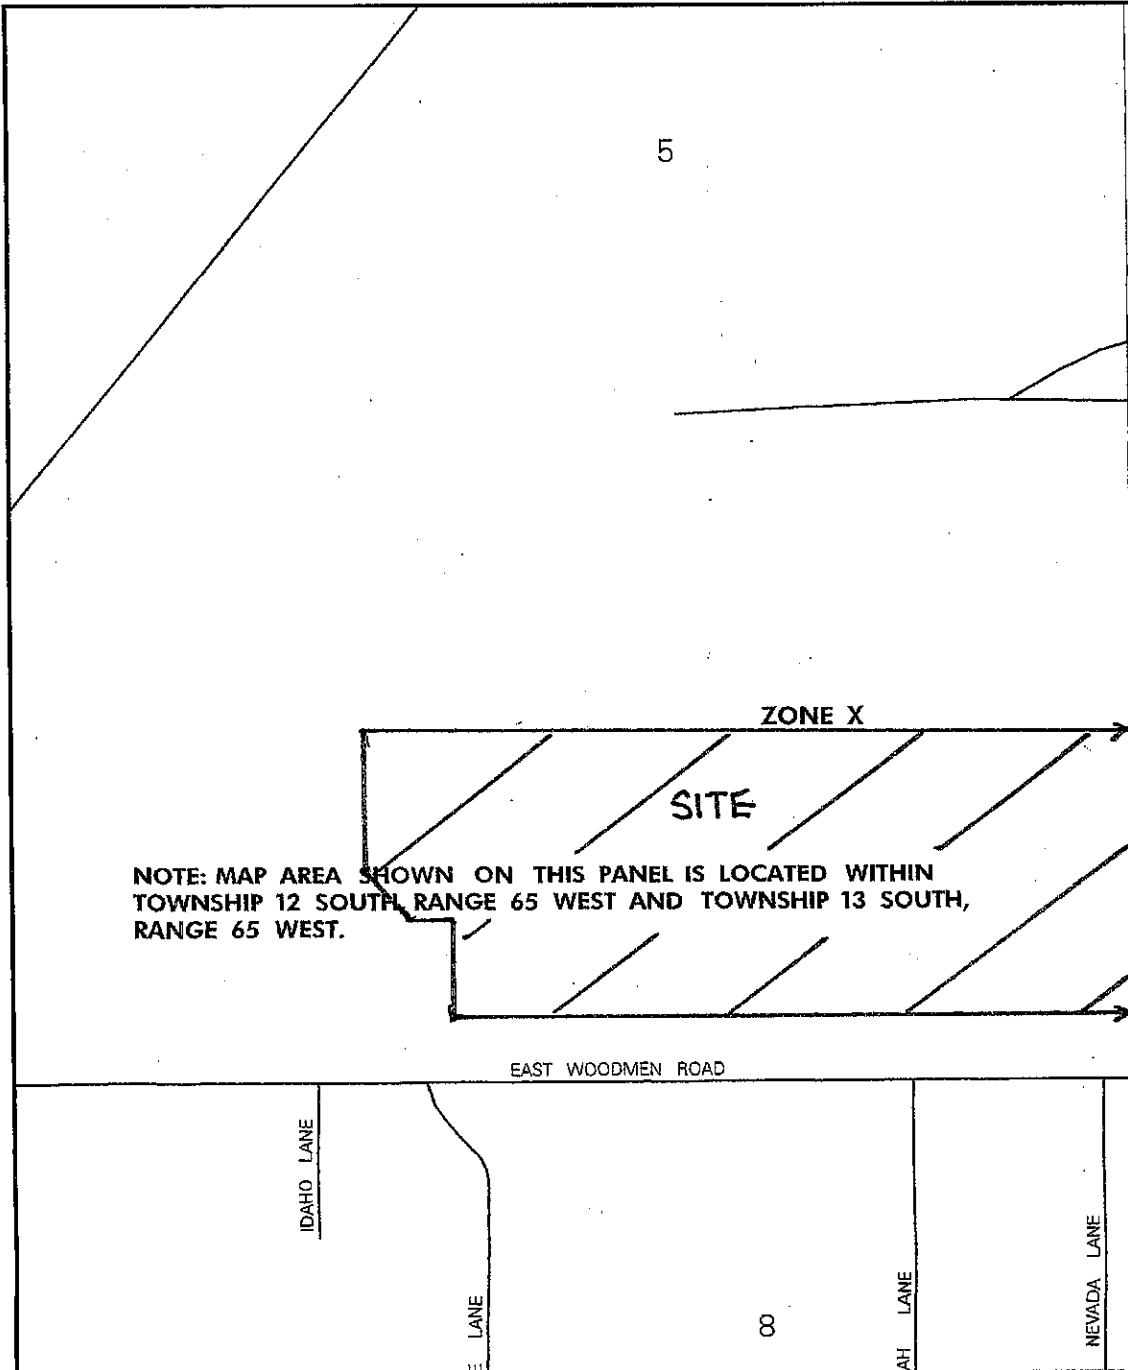 5
ZONE X
SITE
NOTE: MAP AREA SHOWN ON THIS PANEL IS LOCATED WITHIN
TOWNSHIP 12 SOUTH, RANGE 65 WEST AND TOWNSHIP 13 SOUTH,
RANGE 65 WEST.
EAST WOODMEN ROAD
IDAHO LANE
LANE
8
AH LANE
NEVADA LANE